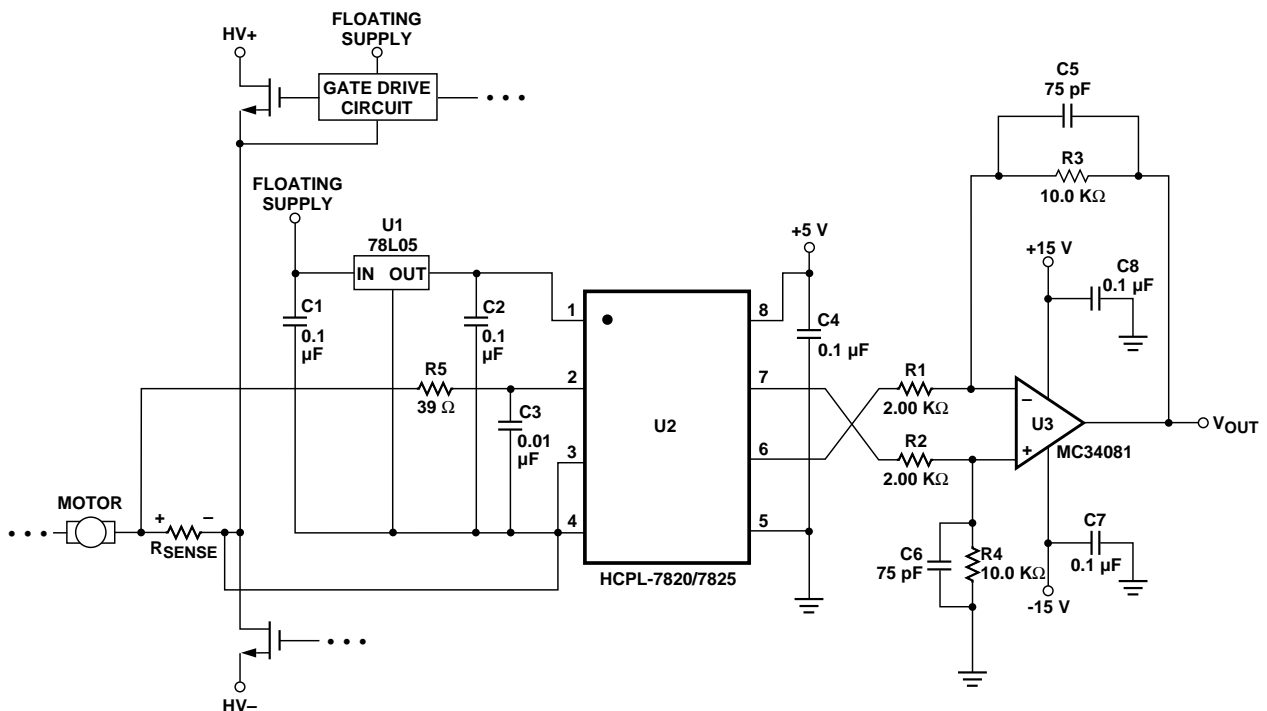 HV+
FLOATING
SUPPLY
GATE DRIVE
CIRCUIT
• • •
C5
75 pF
R3
10.0 KΩ
FLOATING
SUPPLY
U1
78L05
IN OUT
+5 V
+15 V
C8
0.1 µF
C1
0.1
µF
C2
0.1
µF
1
8
C4
0.1 µF
R5
39 Ω
2
7
R1
2.00 KΩ
C3
0.01
µF
U2
–
U3
+
MC34081
VOUT
3
6
R2
2.00 KΩ
MOTOR
• • •
+
–
RSENSE
4
5
C6
75 pF
R4
10.0 KΩ
C7
0.1 µF
-15 V
HCPL-7820/7825
• • •
HV–